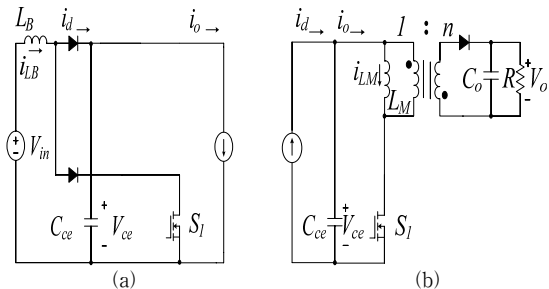 L_B i_d i_o
i_LB
V_in
C_ce + V_ce - S_1
(a)
i_d i_o 1 : n
i_LM
L_M
C_o R + V_o -
C_ce + V_ce - S_1
(b)